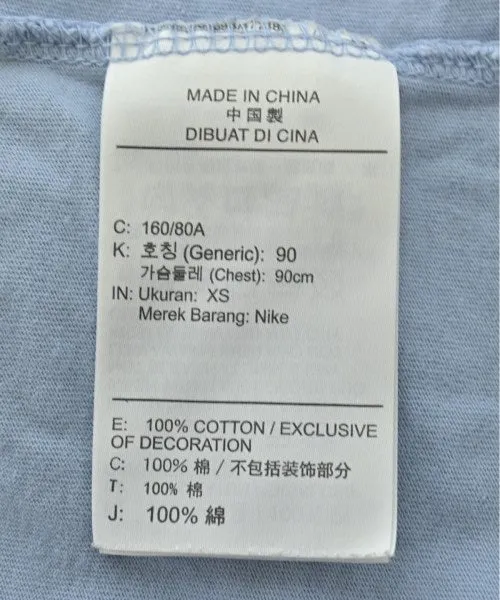 MADE IN CHINA
中国製
DIBUAT DI CINA
C: 160/80A
K: 호칭 (Generic): 90
가슴둘레 (Chest): 90cm
IN: Ukuran: XS
Merek Barang: Nike
E: 100% COTTON / EXCLUSIVE
OF DECORATION
C: 100% 棉 / 不包括装饰部分
T: 100% 棉
J: 100% 綿